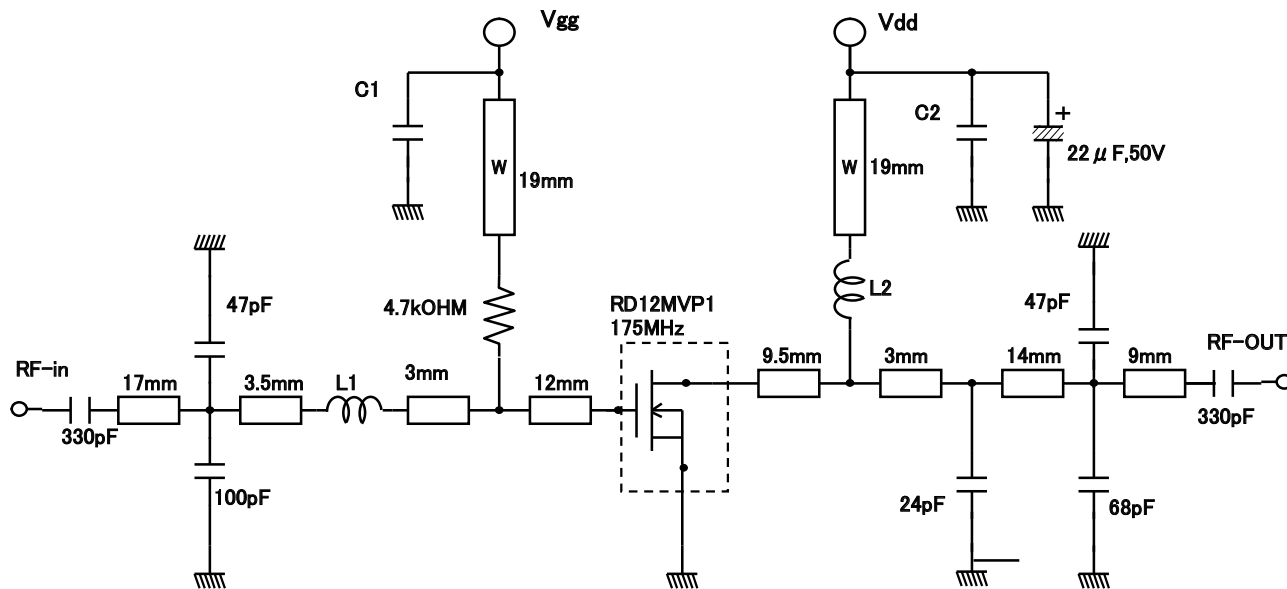 Vgg
Vdd
C1
C2
+
W
19mm
W
19mm
22μF,50V
47pF
4.7kOHM
RD12MVP1
175MHz
L2
47pF
RF-in
17mm
3.5mm
L1
3mm
12mm
9.5mm
3mm
14mm
9mm
RF-OUT
330pF
330pF
100pF
24pF
68pF